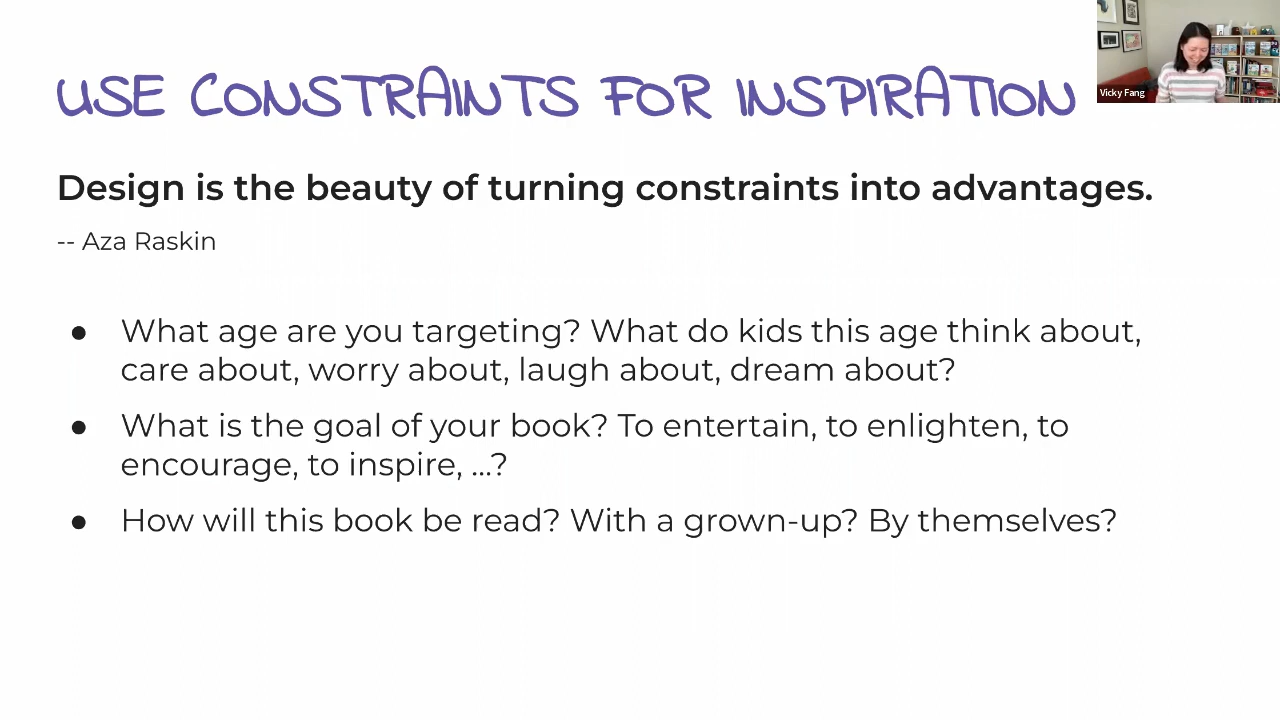 USE CONSTRAINTS FOR INSPIRATION
Vicky Fang
Design is the beauty of turning constraints into advantages.
-- Aza Raskin
● What age are you targeting? What do kids this age think about,
care about, worry about, laugh about, dream about?
● What is the goal of your book? To entertain, to enlighten, to
encourage, to inspire, ...?
● How will this book be read? With a grown-up? By themselves?